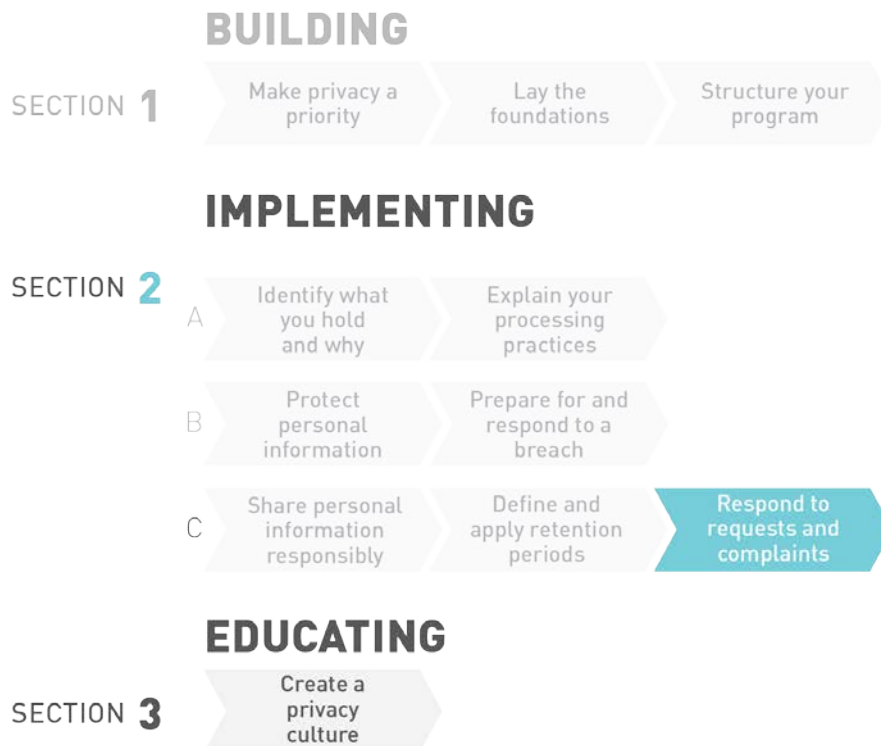 BUILDING
SECTION 1
Make privacy a
priority
Lay the
foundations
Structure your
program
IMPLEMENTING
SECTION 2
A
Identify what
you hold
and why
Explain your
processing
practices
B
Protect
personal
information
Prepare for and
respond to a
breach
C
Share personal
information
responsibly
Define and
apply retention
periods
Respond to
requests and
complaints
EDUCATING
SECTION 3
Create a
privacy
culture